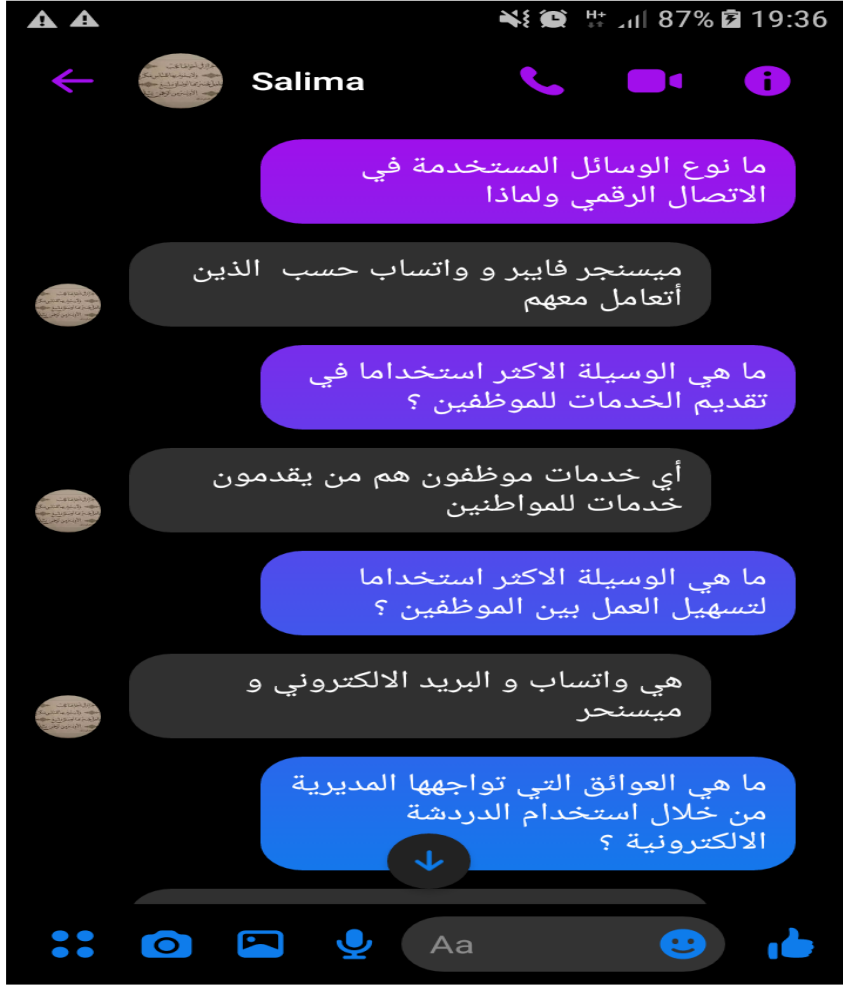 87% 19:36
Salima
ما نوع الوسائل المستخدمة في
الاتصال الرقمي ولماذا
ميسنجر فايبر و واتساب حسب الذين
أتعامل معهم
ما هي الوسيلة الاكثر استخداما في
تقديم الخدمات للموظفين ؟
أي خدمات موظفون هم من يقدمون
خدمات للمواطنين
ما هي الوسيلة الاكثر استخداما
لتسهيل العمل بين الموظفين ؟
هي واتساب و البريد الالكتروني و
ميسنحر
ما هي العوائق التي تواجهها المديرية
من خلال استخدام الدردشة
الالكترونية ؟
Aa